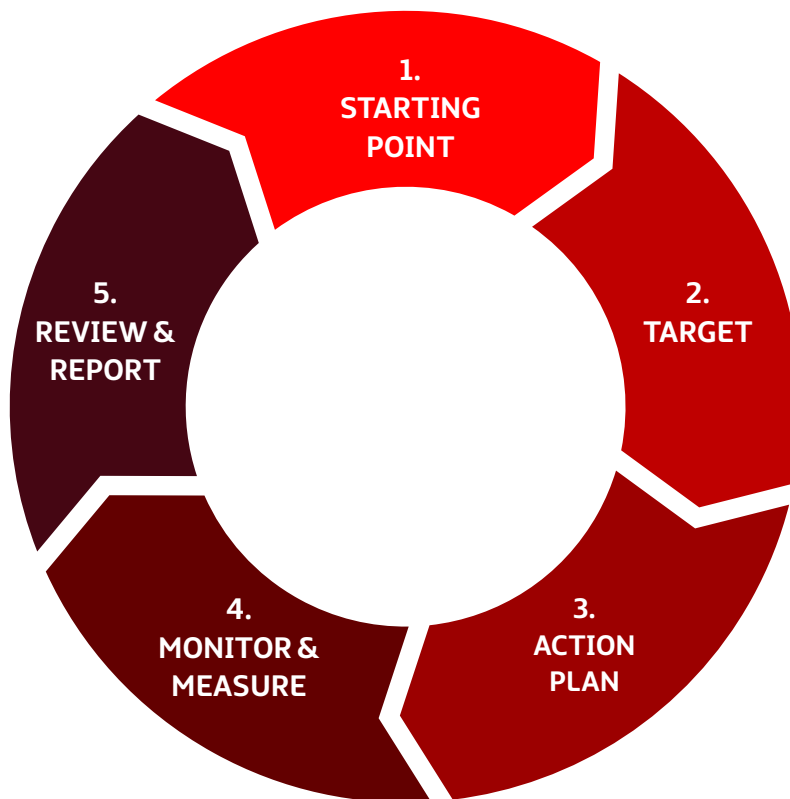 1.
STARTING
POINT
2.
TARGET
3.
ACTION
PLAN
4.
MONITOR &
MEASURE
5.
REVIEW &
REPORT